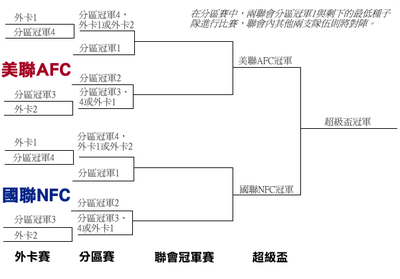 在分區賽中，兩聯會分區冠軍1與剩下的最低種子
隊進行比賽，聯會內其他兩支隊伍則將對陣。
外卡1
分區冠軍4
分區冠軍4，
外卡1或外卡2
分區冠軍1
美聯AFC
美聯AFC冠軍
分區冠軍2
分區冠軍3、
4或外卡1
分區冠軍3
外卡2
超級盃冠軍
外卡1
分區冠軍4
分區冠軍4，
外卡1或外卡2
分區冠軍1
國聯NFC
國聯NFC冠軍
分區冠軍2
分區冠軍3、
4或外卡1
分區冠軍3
外卡2
外卡賽
分區賽
聯會冠軍賽
超級盃